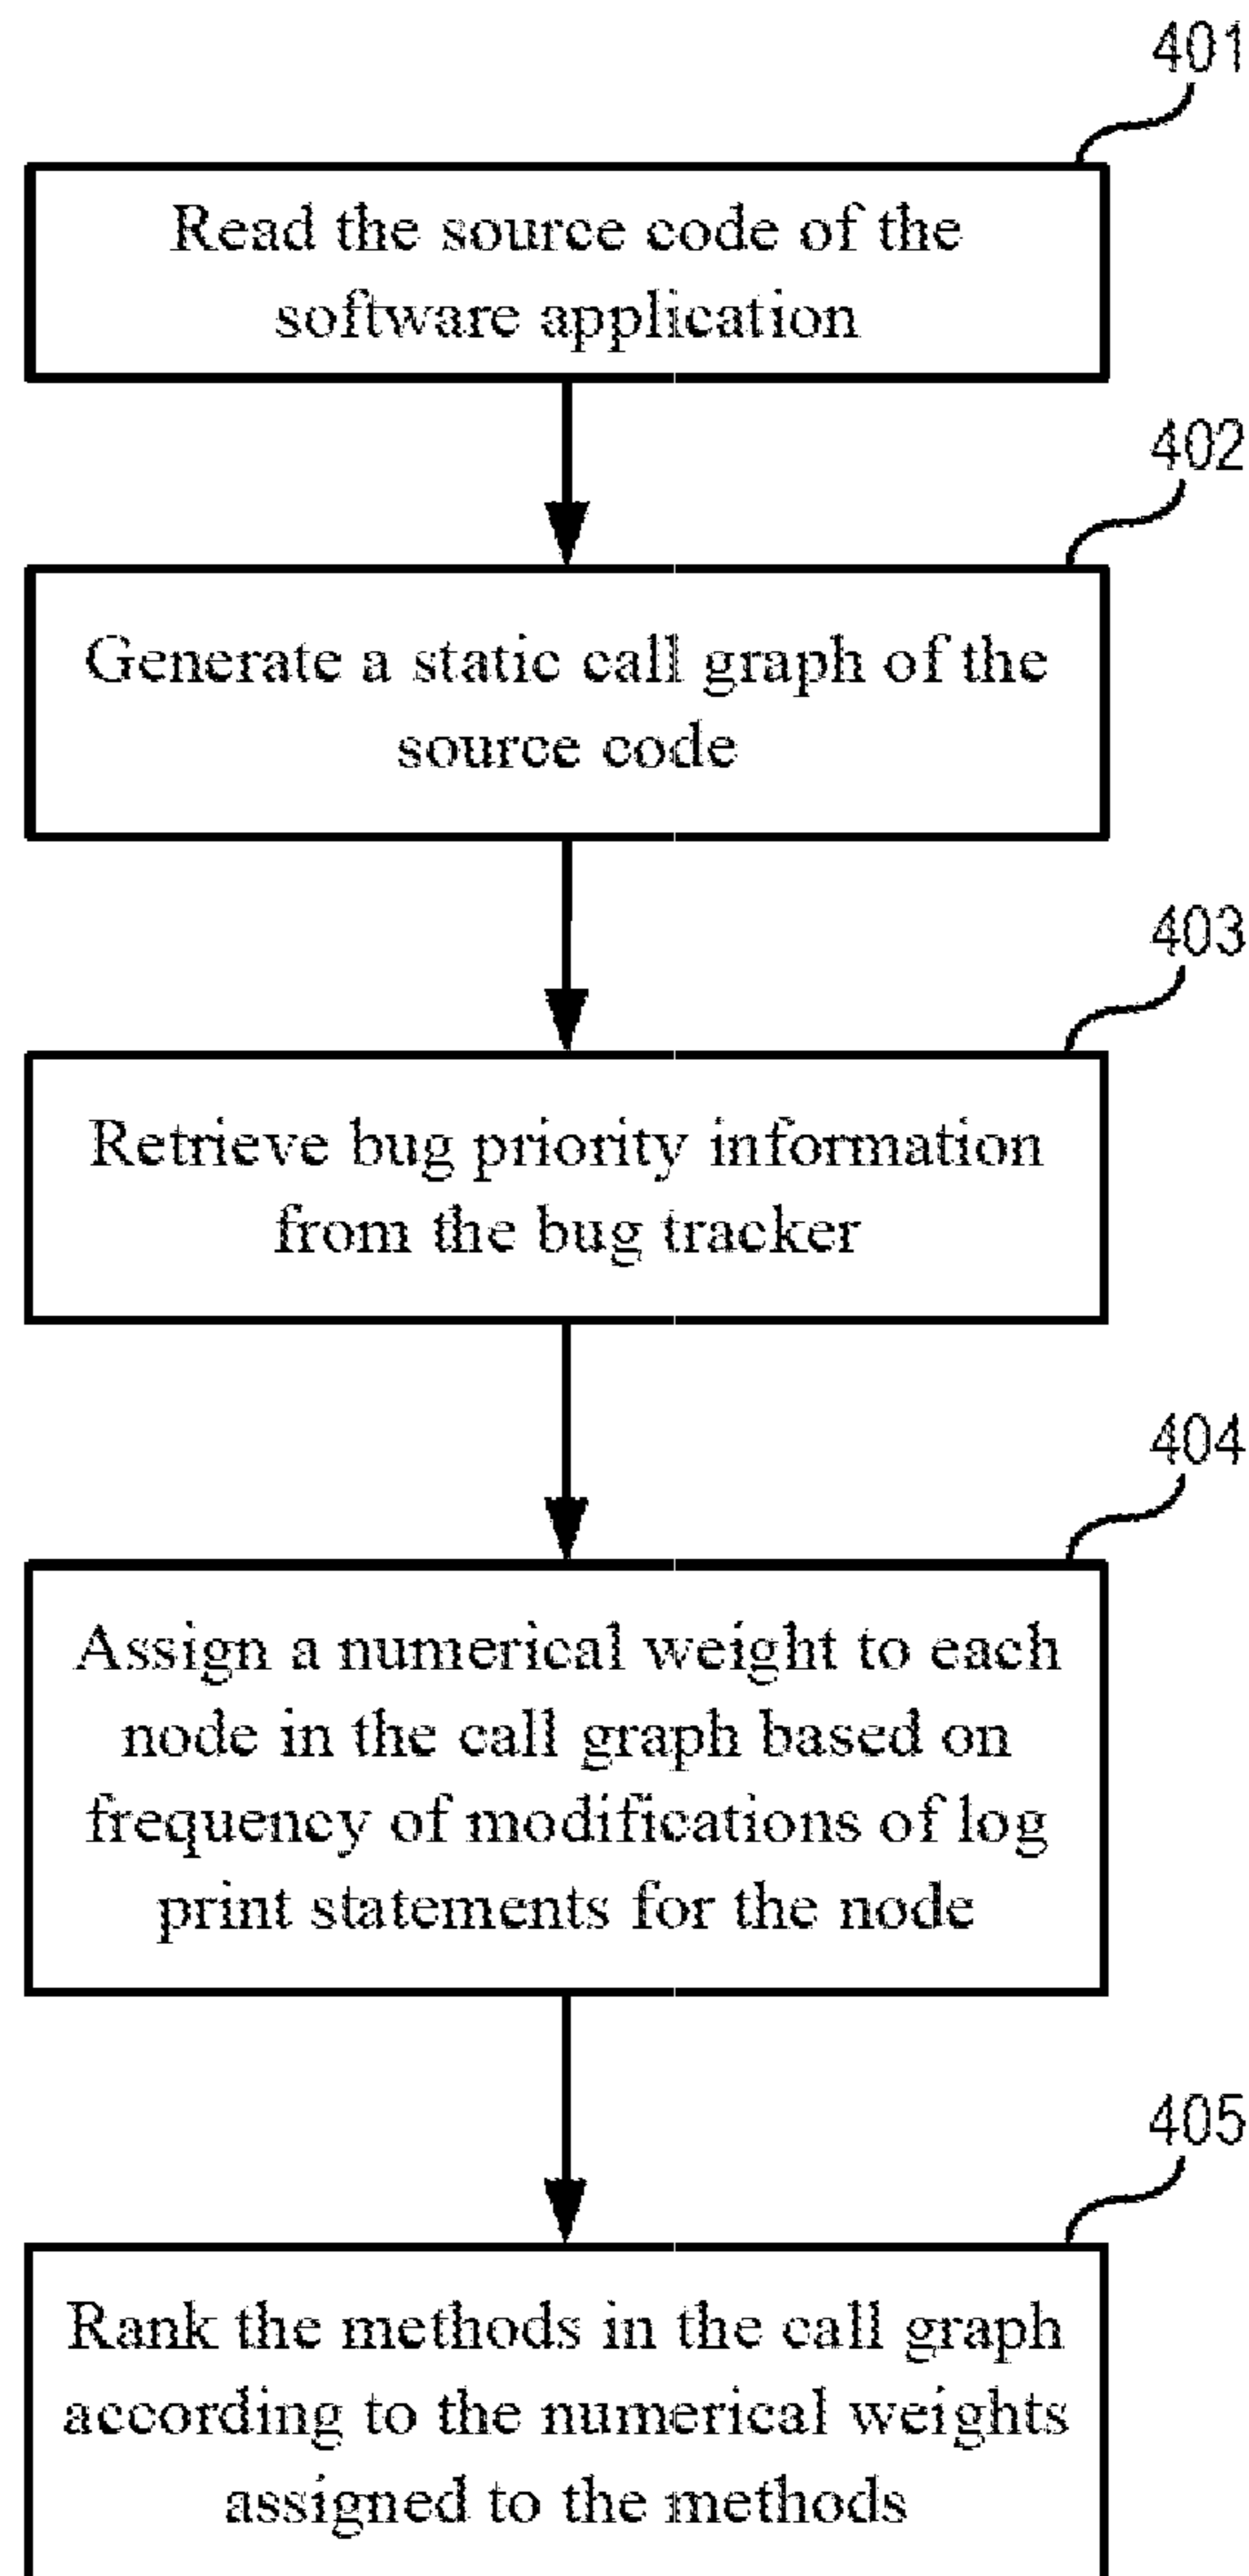 401
Read the source code of the
software application
402
Generate a static call graph of the
source code
403
Retrieve bug priority information
from the bug tracker
404
Assign a numerical weight to each
node in the call graph based on
frequency of modifications of log
print statements for the node
405
Rank the methods in the call graph
according to the numerical weights
assigned to the methods